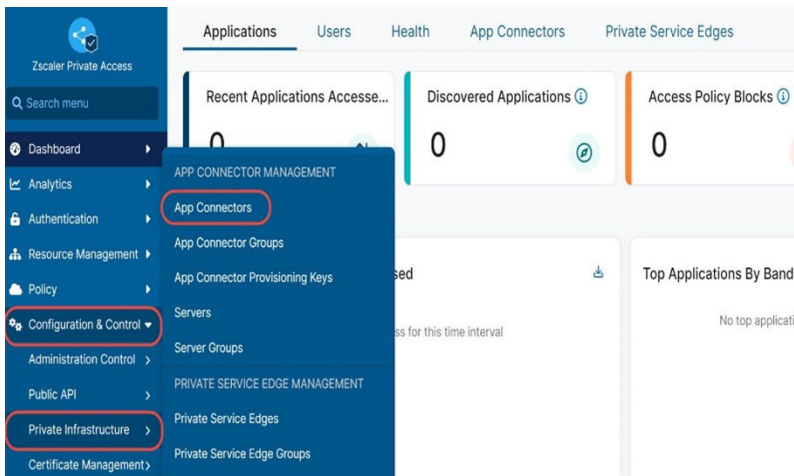 Zscaler Private Access
Search menu
Dashboard
Analytics
Authentication
Resource Management
Policy
Configuration & Control
Administration Control
Public API
Private Infrastructure
Certificate Management
APP CONNECTOR MANAGEMENT
App Connectors
App Connector Groups
App Connector Provisioning Keys
Servers
Server Groups
PRIVATE SERVICE EDGE MANAGEMENT
Private Service Edges
Private Service Edge Groups
Applications Users Health App Connectors Private Service Edges
Recent Applications Accesse... Discovered Applications Access Policy Blocks
0 0 0
sed Top Applications By Band
ss for this time interval No top applicati